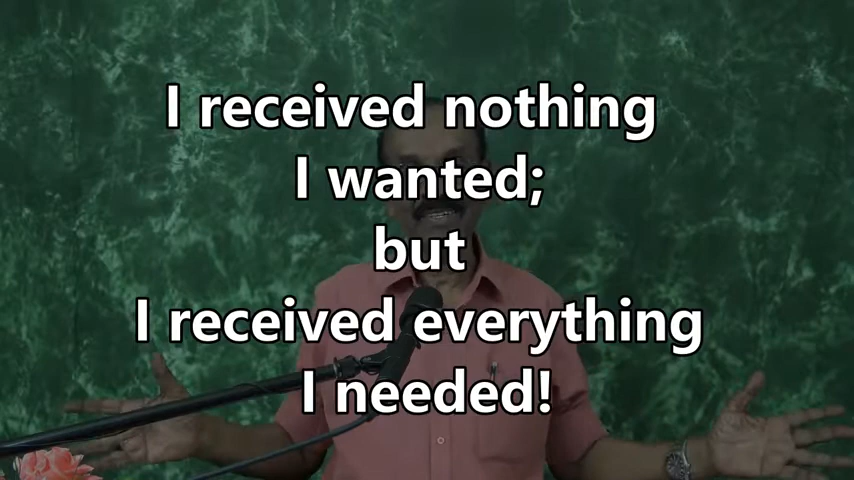 I received nothing
I wanted;
but
I received everything
I needed!